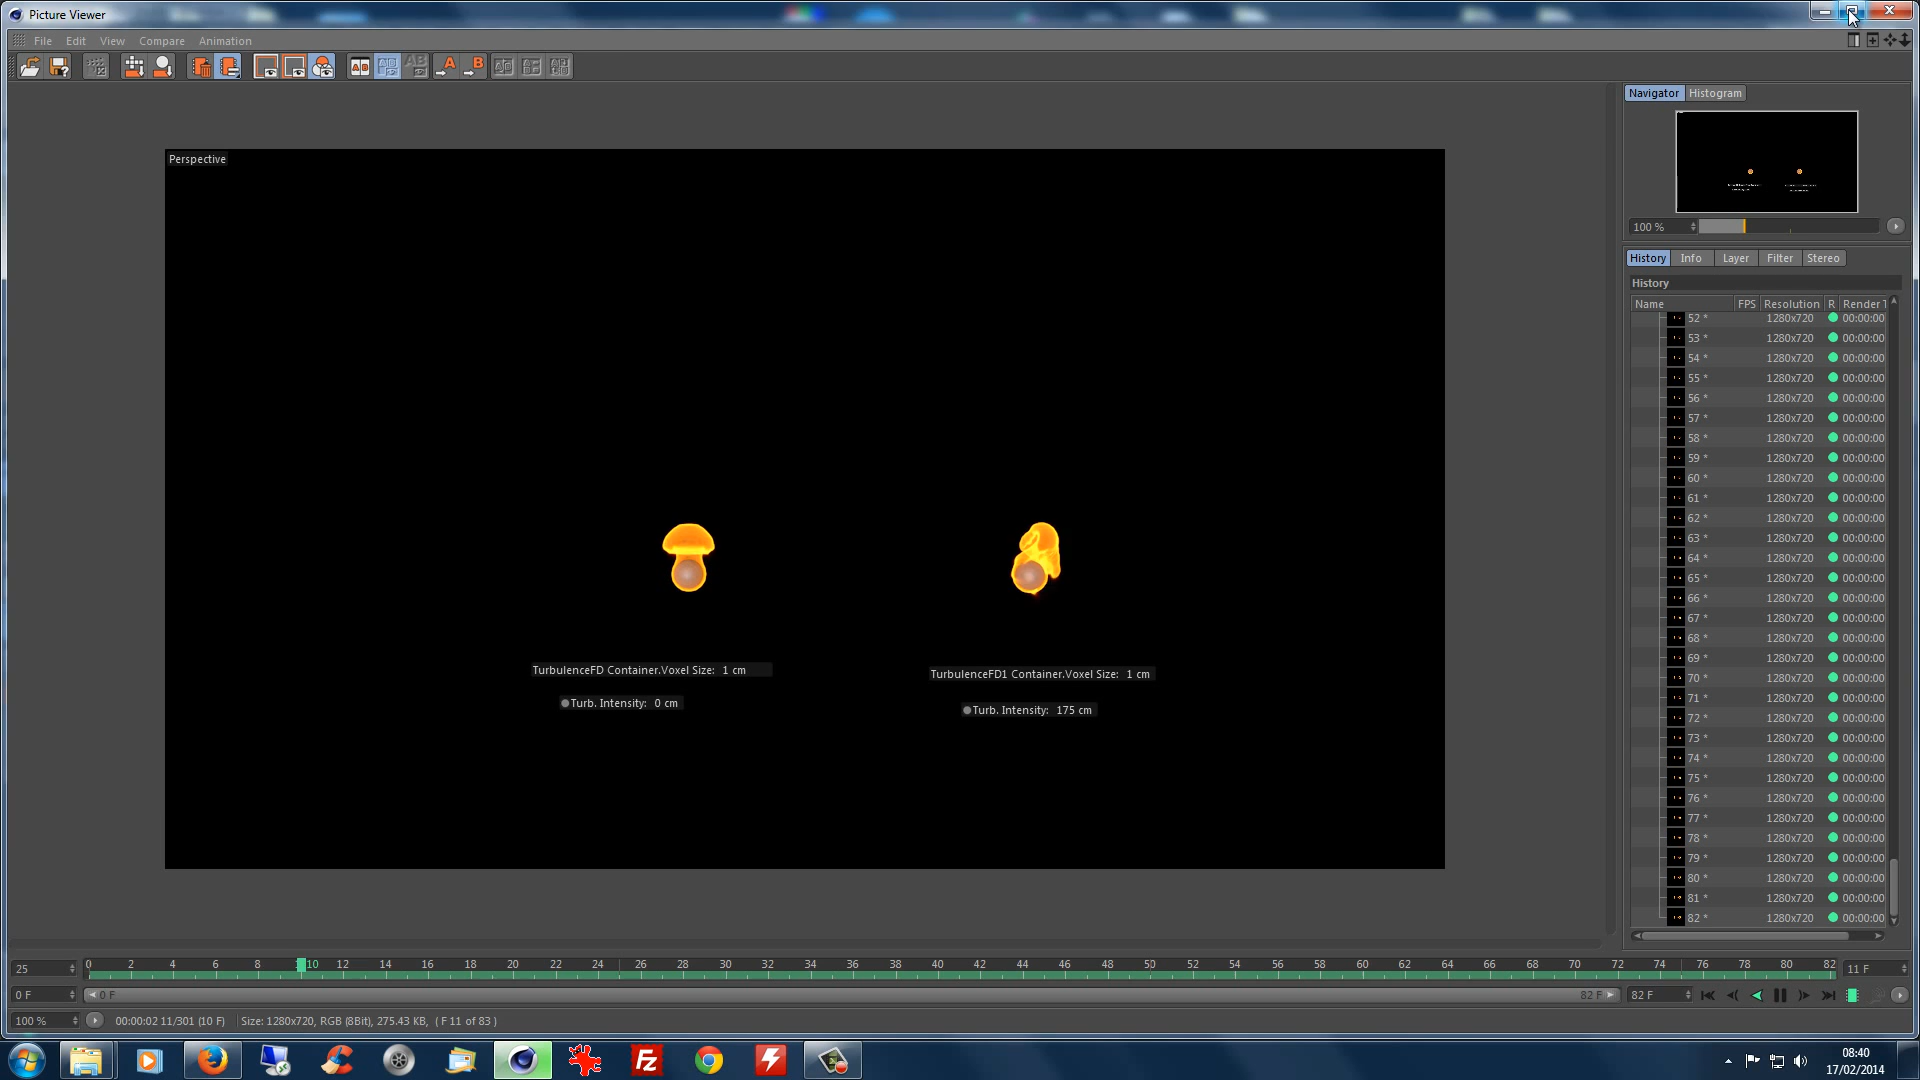 Picture Viewer
File Edit View Compare Animation
Navigator Histogram
Perspective
100 %
History Info Layer Filter Stereo
History
Name FPS Resolution R Render T
52 * 1280x720 00:00:00
53 * 1280x720 00:00:00
54 * 1280x720 00:00:00
55 * 1280x720 00:00:00
56 * 1280x720 00:00:00
57 * 1280x720 00:00:00
58 * 1280x720 00:00:00
59 * 1280x720 00:00:00
60 * 1280x720 00:00:00
61 * 1280x720 00:00:00
62 * 1280x720 00:00:00
63 * 1280x720 00:00:00
64 * 1280x720 00:00:00
65 * 1280x720 00:00:00
66 * 1280x720 00:00:00
67 * 1280x720 00:00:00
68 * 1280x720 00:00:00
69 * 1280x720 00:00:00
70 * 1280x720 00:00:00
71 * 1280x720 00:00:00
72 * 1280x720 00:00:00
73 * 1280x720 00:00:00
74 * 1280x720 00:00:00
75 * 1280x720 00:00:00
76 * 1280x720 00:00:00
77 * 1280x720 00:00:00
78 * 1280x720 00:00:00
79 * 1280x720 00:00:00
80 * 1280x720 00:00:00
81 * 1280x720 00:00:00
82 * 1280x720 00:00:00
TurbulenceFD Container.Voxel Size: 1 cm
TurbulenceFD1 Container.Voxel Size: 1 cm
Turb. Intensity: 0 cm
Turb. Intensity: 175 cm
25 0 2 4 6 8 10 12 14 16 18 20 22 24 26 28 30 32 34 36 38 40 42 44 46 48 50 52 54 56 58 60 62 64 66 68 70 72 74 76 78 80 82 11 F
0 F 0 F 82 F 82 F
100 % 00:00:02 11/301 (10 F) Size: 1280x720, RGB (8Bit), 275.43 KB, ( F 11 of 83 )
Fz
08:40
17/02/2014